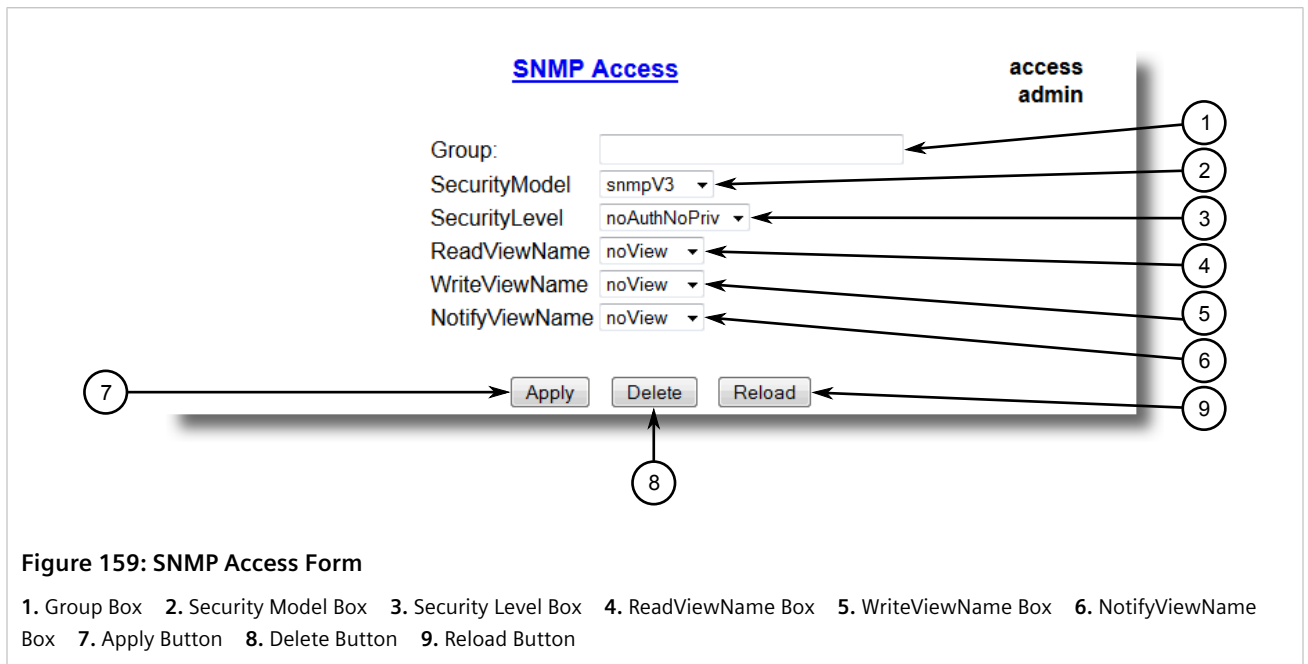 SNMP Access
access
admin
Group:
SecurityModel snmpV3
SecurityLevel noAuthNoPriv
ReadViewName noView
WriteViewName noView
NotifyViewName noView
Apply Delete Reload
1
2
3
4
5
6
7
8
9
Figure 159: SNMP Access Form
1. Group Box 2. Security Model Box 3. Security Level Box 4. ReadViewName Box 5. WriteViewName Box 6. NotifyViewName
Box 7. Apply Button 8. Delete Button 9. Reload Button